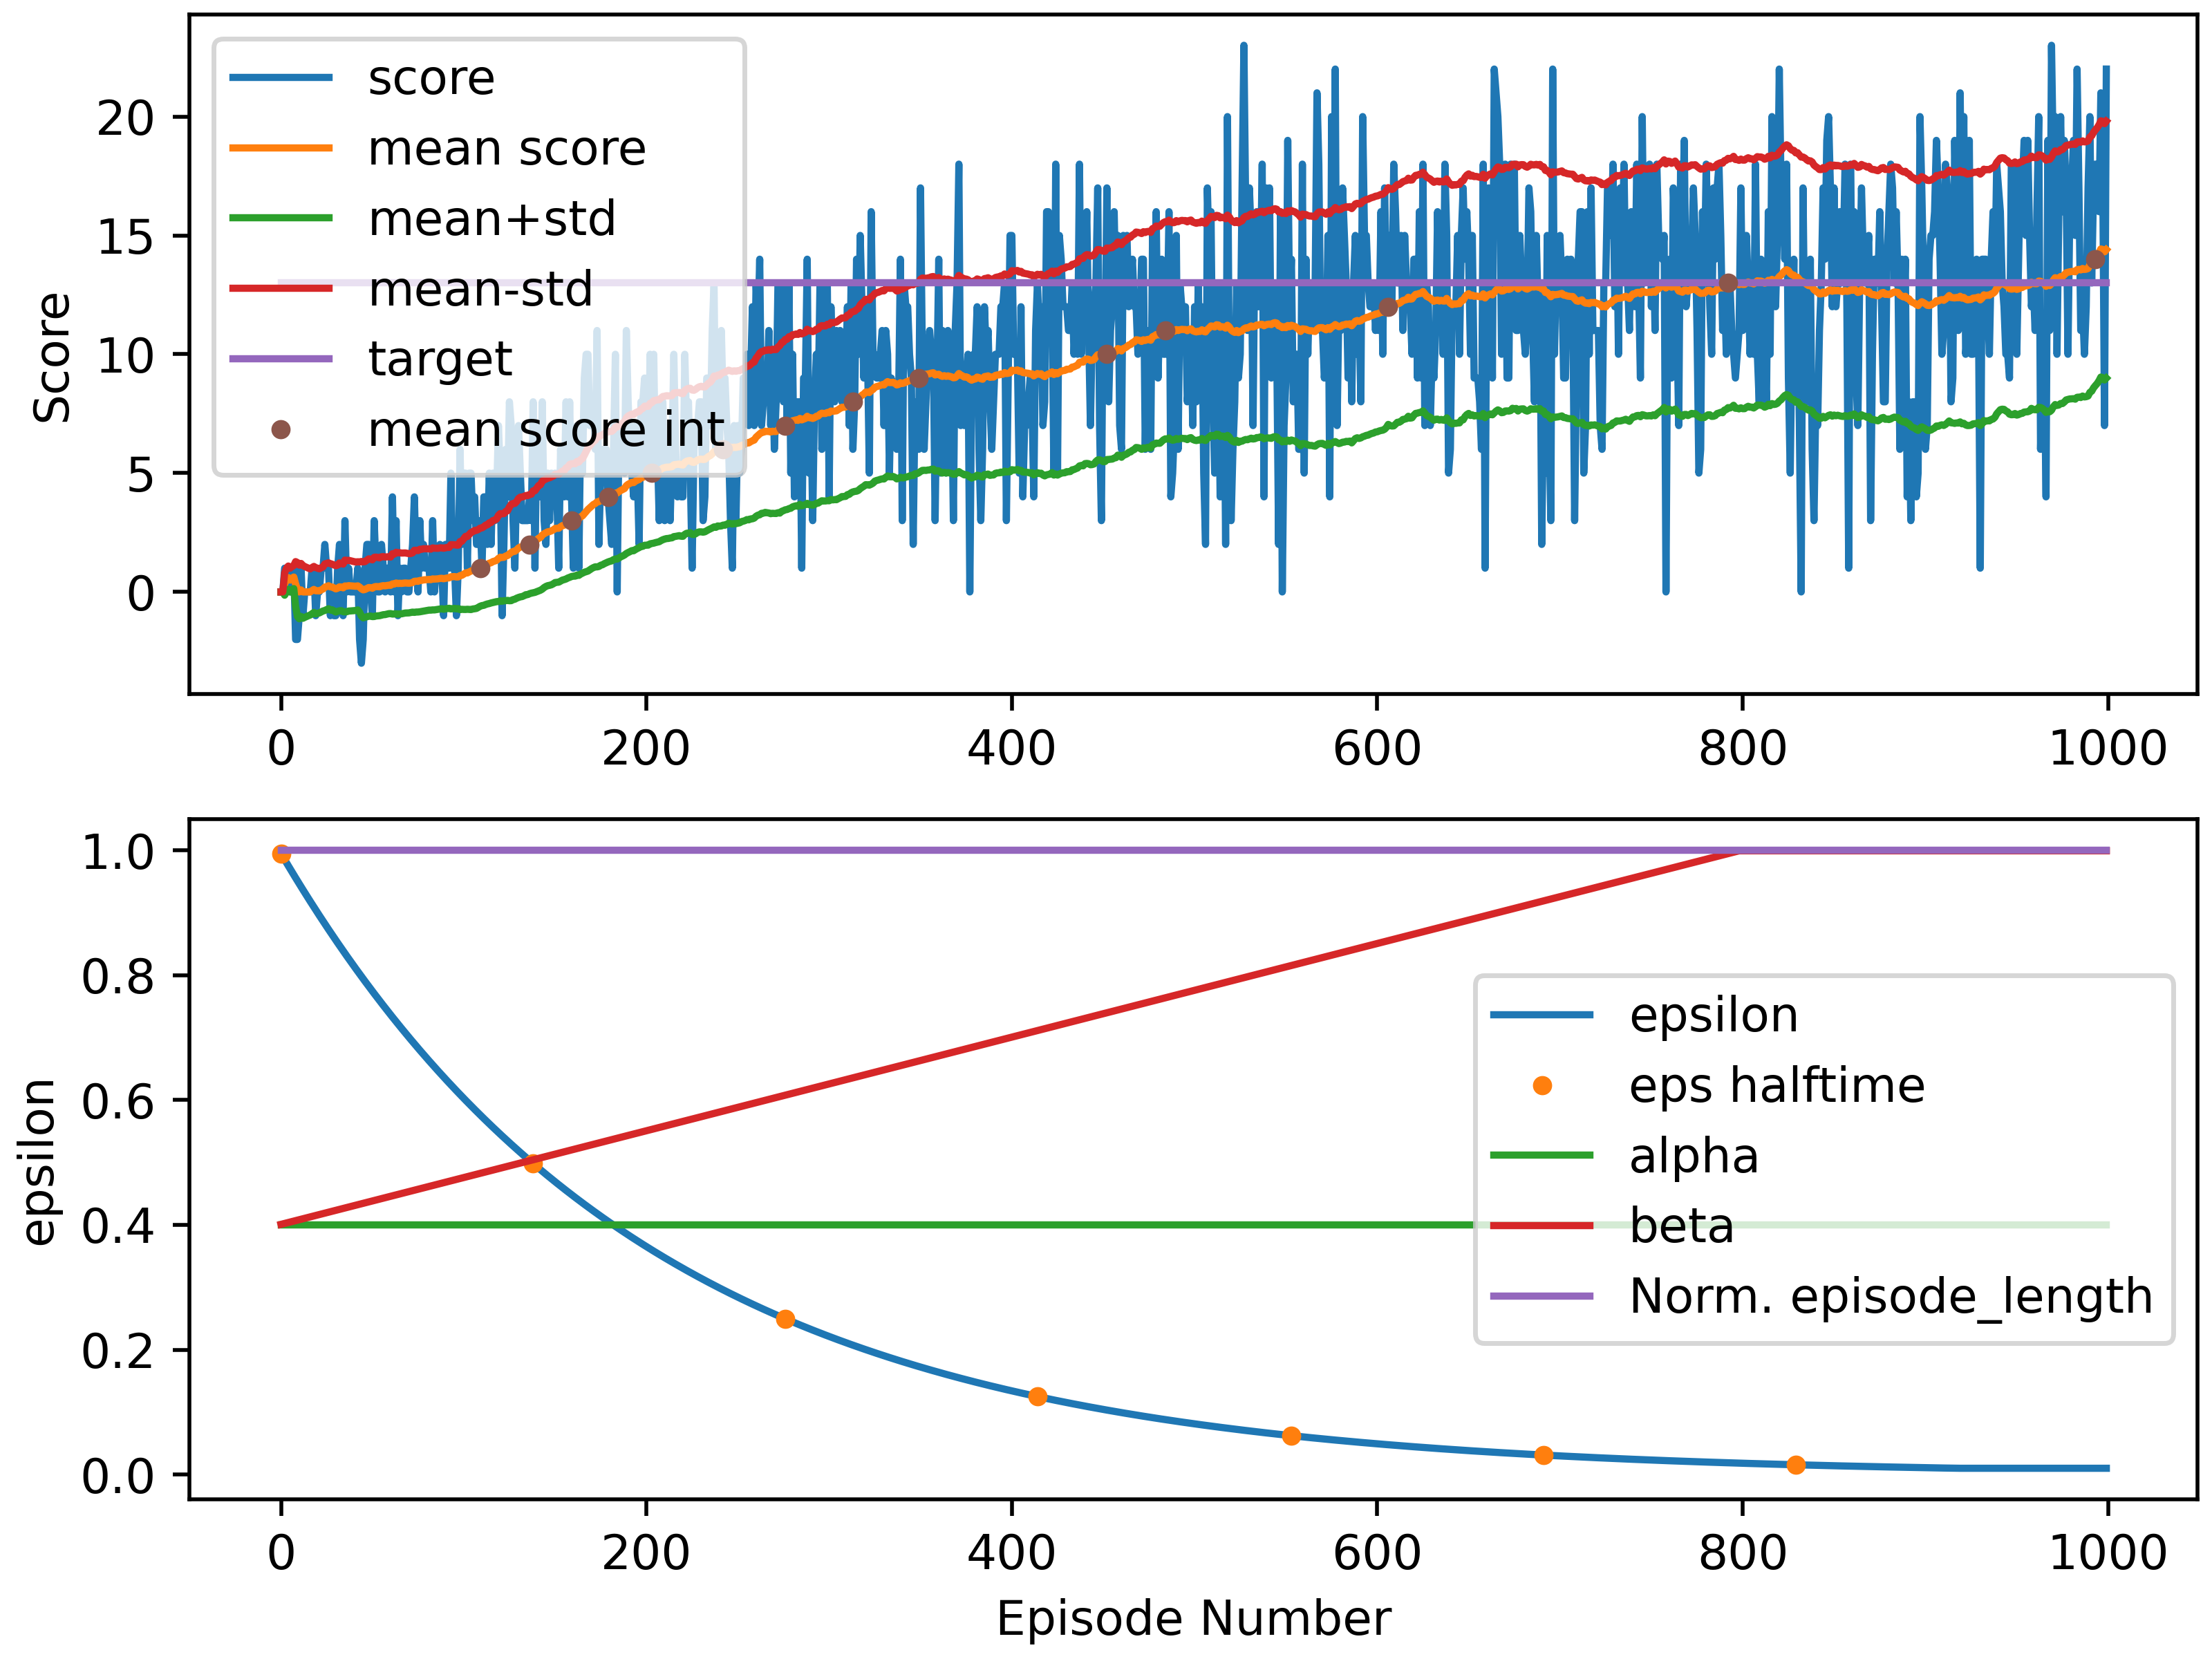 20
15
10
5
0
Score
score
mean score
mean+std
mean-std
target
mean score int
0 200 400 600 800 1000
1.0
0.8
0.6
0.4
0.2
0.0
epsilon
epsilon
eps halftime
alpha
beta
Norm. episode_length
0 200 400 600 800 1000
Episode Number